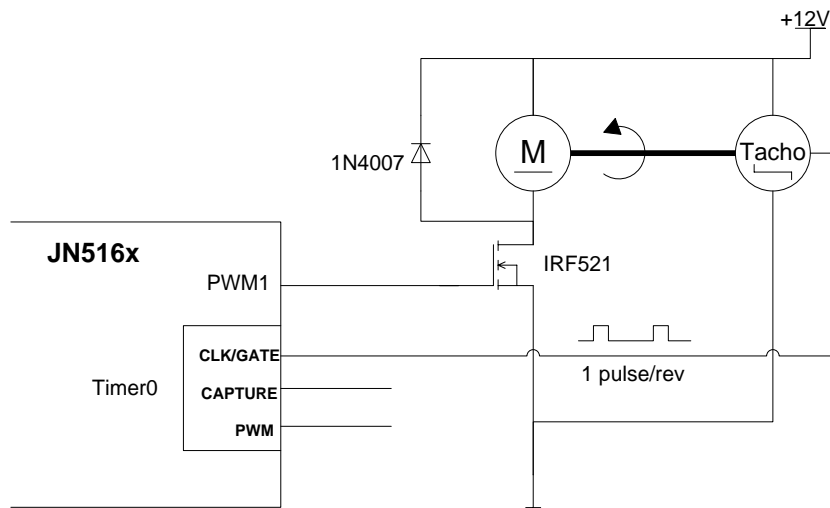 +12V
M
Tacho
1N4007
JN516x
IRF521
PWM1
CLK/GATE
1 pulse/rev
Timer0
CAPTURE
PWM